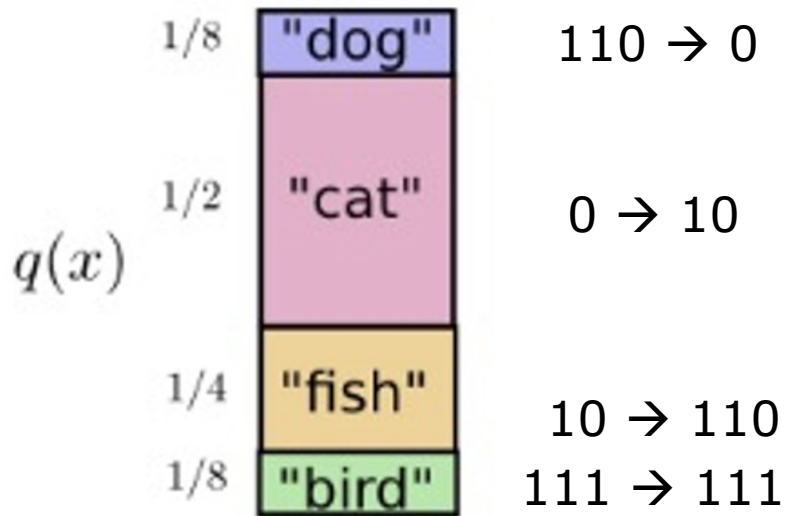 1/8 "dog" 110 → 0
1/2 "cat" 0 → 10
q(x)
1/4 "fish" 10 → 110
1/8 "bird" 111 → 111